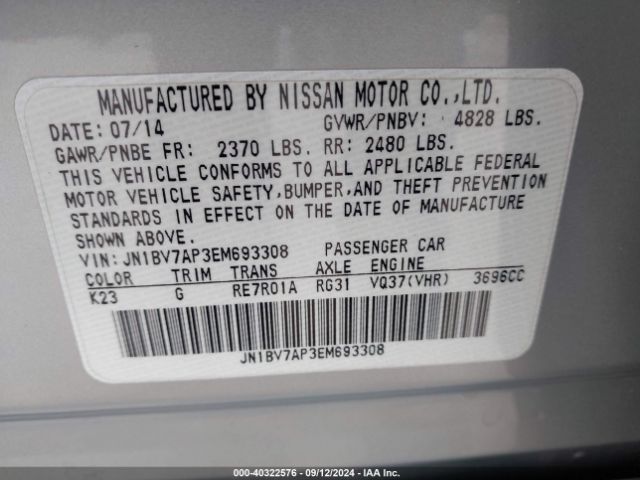 MANUFACTURED BY NISSAN MOTOR CO.,LTD.
DATE: 07/14 GVWR/PNBV: 4828 LBS.
GAWR/PNBE FR: 2370 LBS. RR: 2480 LBS.
THIS VEHICLE CONFORMS TO ALL APPLICABLE FEDERAL
MOTOR VEHICLE SAFETY,BUMPER,AND THEFT PREVENTION
STANDARDS IN EFFECT ON THE DATE OF MANUFACTURE
SHOWN ABOVE.
VIN: JN1BV7AP3EM693308 PASSENGER CAR
COLOR TRIM TRANS AXLE ENGINE
K23 G RE7R01A RG31 VQ37(VHR) 3696CC
JN1BV7AP3EM693308
000-40322576 - 09/12/2024 - IAA Inc.